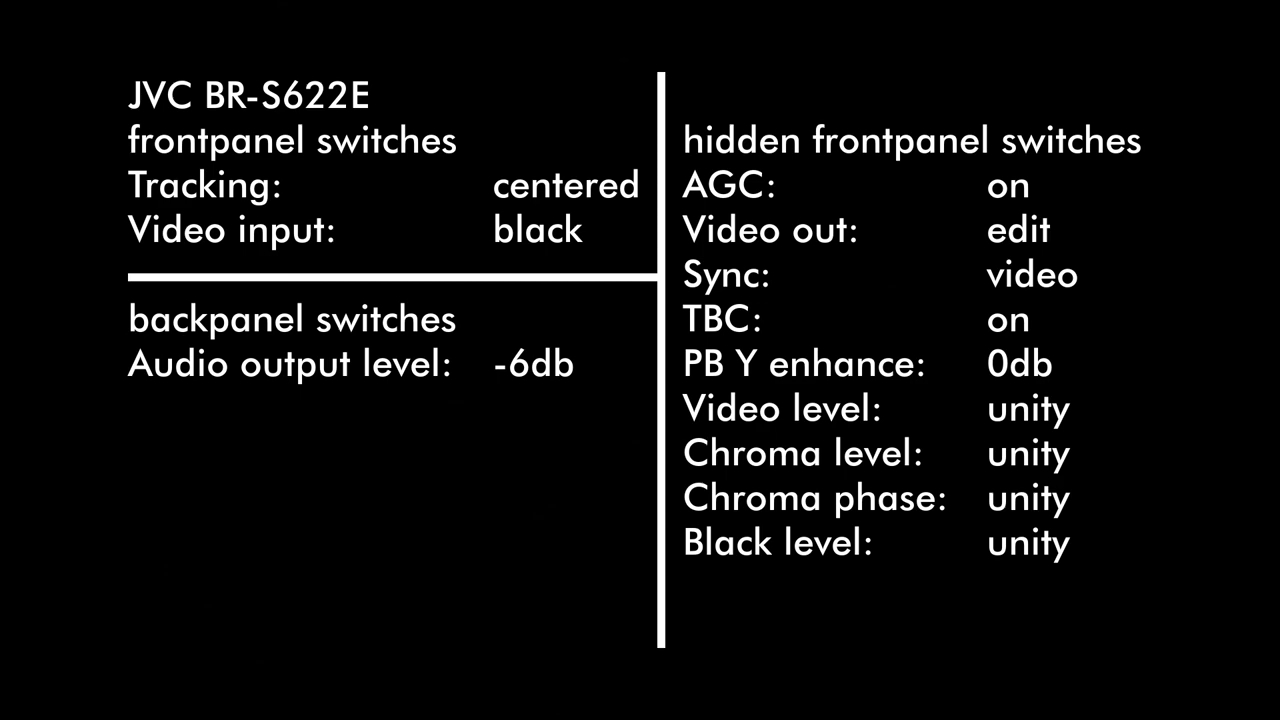 JVC BR-S622E
frontpanel switches
Tracking: centered
Video input: black
backpanel switches
Audio output level: -6db
hidden frontpanel switches
AGC: on
Video out: edit
Sync: video
TBC: on
PB Y enhance: 0db
Video level: unity
Chroma level: unity
Chroma phase: unity
Black level: unity